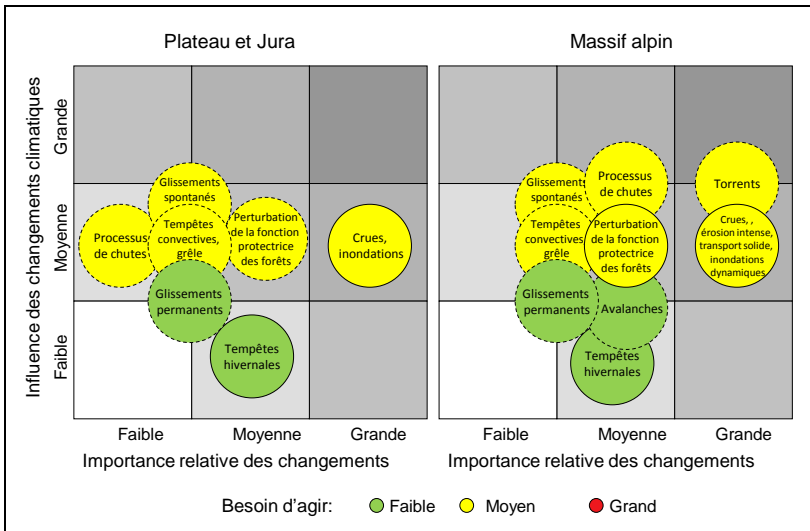 Plateau et Jura
Massif alpin
Influence des changements climatiques
Grande
Moyenne
Faible
Glissements
spontanés
Processus
de chutes
Tempêtes
convectives,
grêle
Perturbation
de la fonction
protectrice
des forêts
Crues,
inondations
Glissements
permanents
Tempêtes
hivernales
Processus
de chutes
Torrents
Glissements
spontanés
Tempêtes
convectives,
grêle
Perturbation
de la fonction
protectrice
des forêts
Crues, ,
érosion intense,
transport solide,
inondations
dynamiques
Glissements
permanents
Avalanches
Tempêtes
hivernales
Faible Moyenne Grande
Faible Moyenne Grande
Importance relative des changements
Importance relative des changements
Besoin d'agir: Faible Moyen Grand